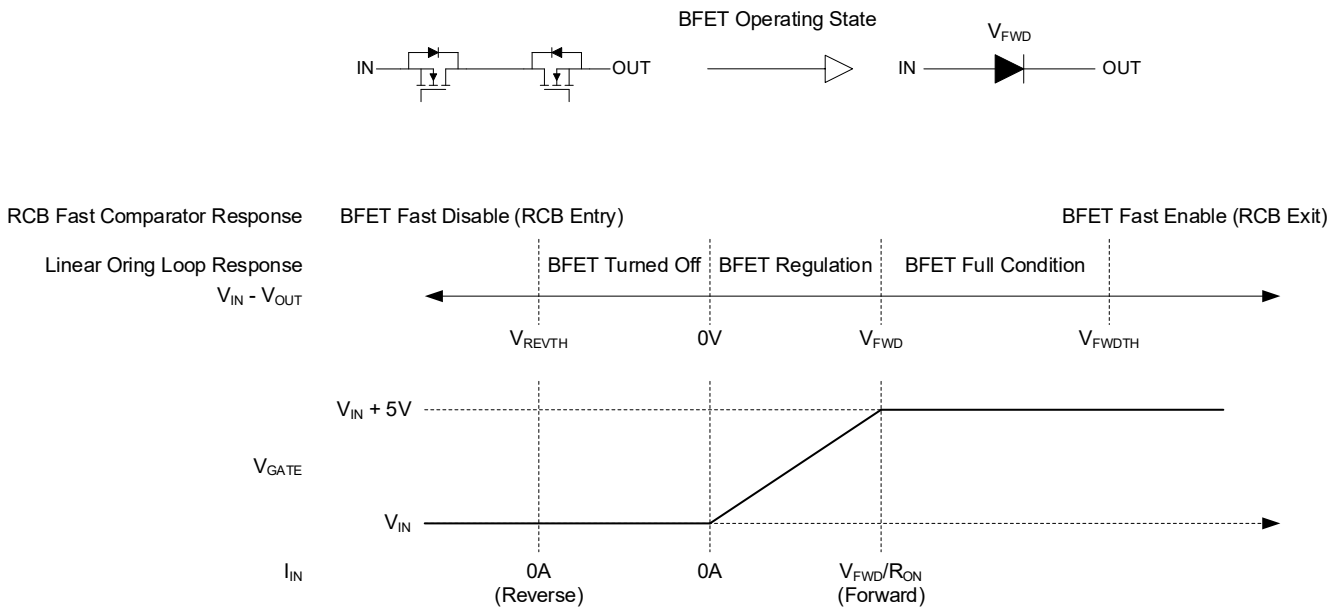 BFET Operating State
V_FWD
IN
OUT
IN
OUT
RCB Fast Comparator Response
BFET Fast Disable (RCB Entry)
BFET Fast Enable (RCB Exit)
Linear Oring Loop Response
BFET Turned Off
BFET Regulation
BFET Full Condition
V_IN - V_OUT
V_REVTH
0V
V_FWD
V_FWDTH
V_IN + 5V
V_GATE
V_IN
I_IN
0A
(Reverse)
0A
V_FWD/R_ON
(Forward)